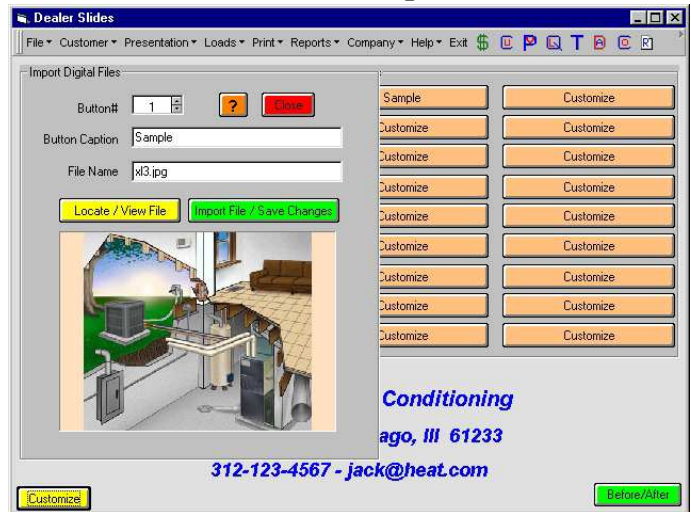 Dealer Slides
File Customer Presentation Loads Print Reports Company Help Exit $ U P Q T A O R
Import Digital Files
Button# 1 ? Close
Button Caption Sample
File Name xl3.jpg
Locate / View File Import File / Save Changes
Sample Customize
Customize Customize
Customize Customize
Customize Customize
Customize Customize
Customize Customize
Customize Customize
Customize Customize
Customize Customize
Conditioning
ago, Ill 61233
312-123-4567 - jack@heat.com
Customize Before/After